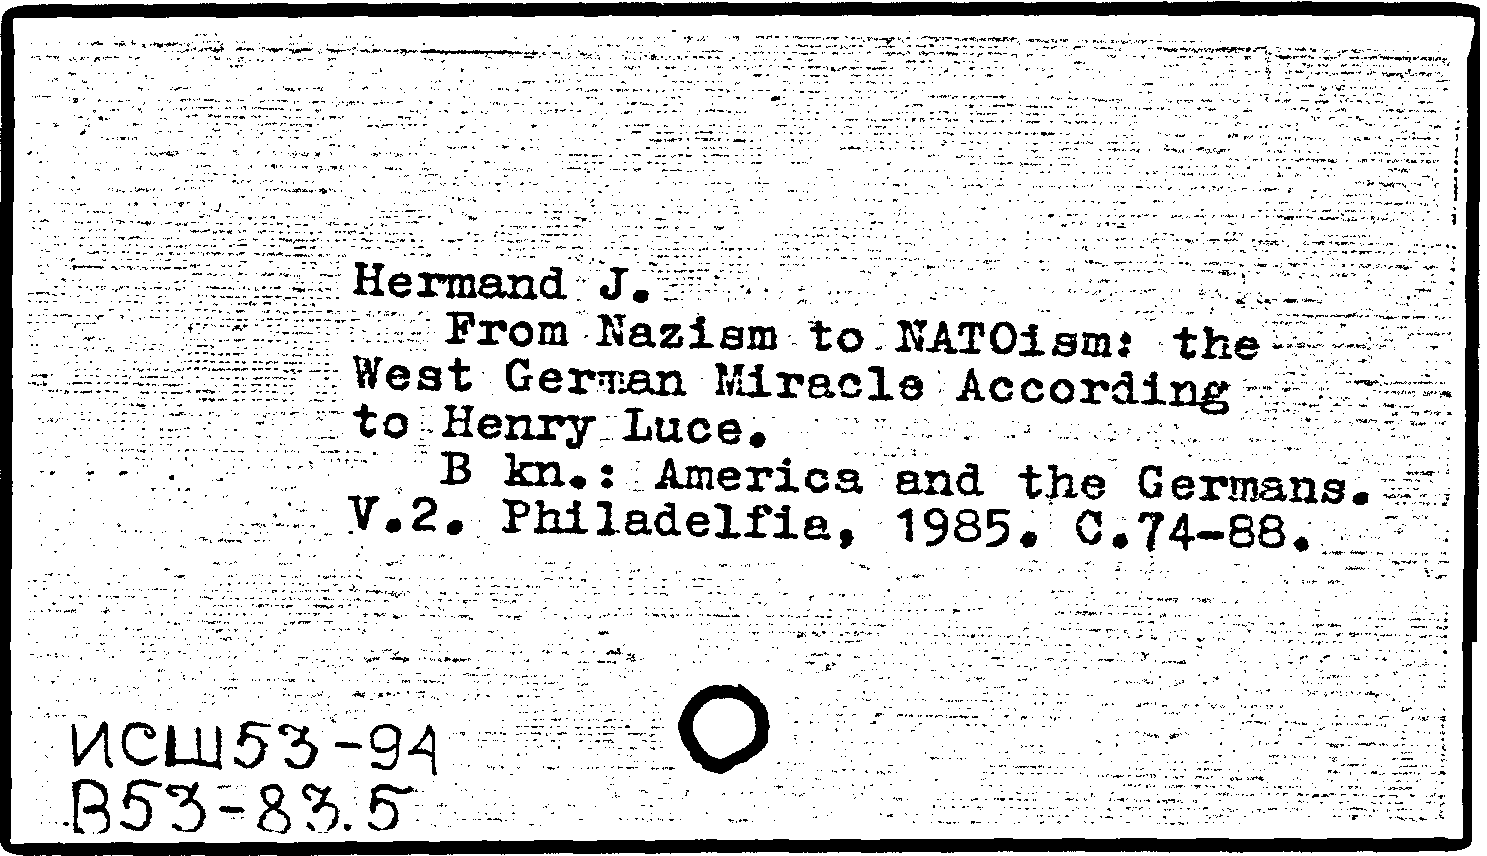 Hermand J.
From Nazism to NATOism: the
West German Miracle According
to Henry Luce.
B kn.: America and the Germans.
V.2. Philadelfia, 1985. C.74-88.
ИСШ53-94
В53-83.5